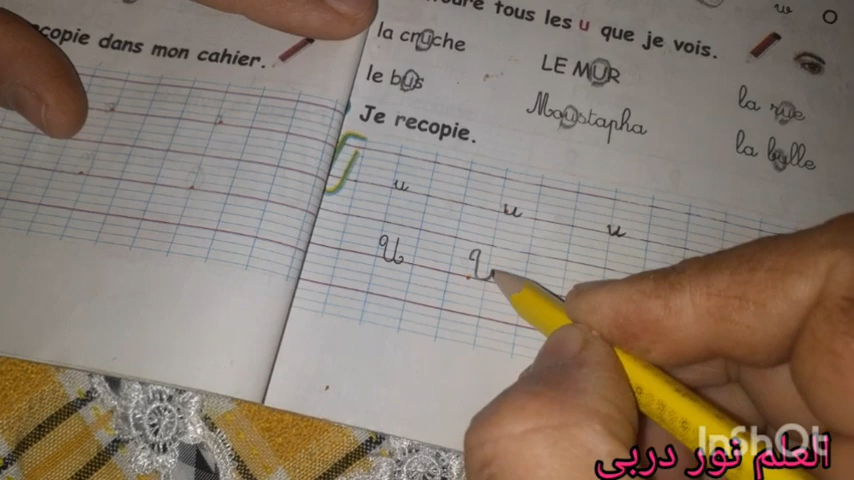 recopie dans mon cahier.
tous les u que je vois.
la cruche
LE MUR
la rue
le bus
Moustapha
la bulle
Je recopie.
u u u
U U
InShOt
العلم نور دربي